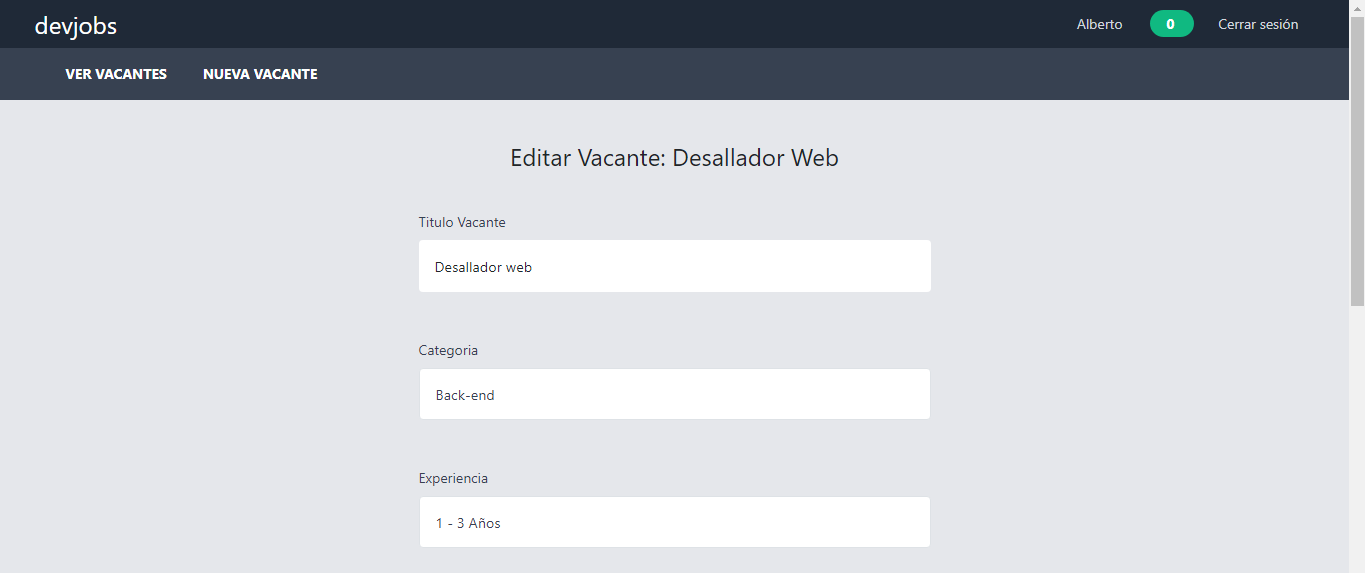 devjobs
Alberto
0
Cerrar sesión
VER VACANTES
NUEVA VACANTE
Editar Vacante: Desallador Web
Titulo Vacante
Desallador web
Categoria
Back-end
Experiencia
1 - 3 Años